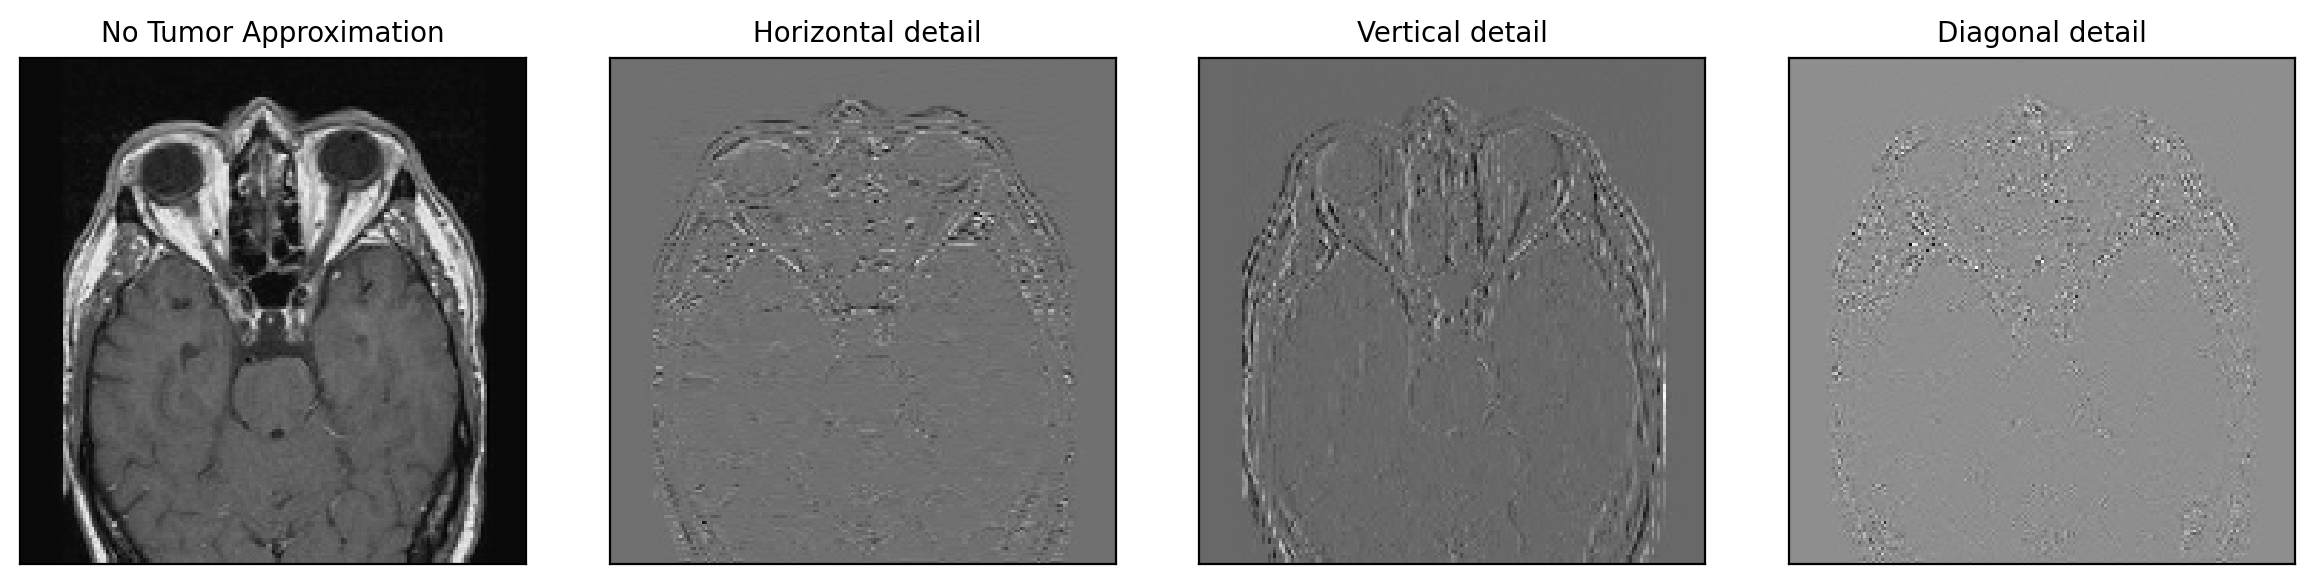 No Tumor Approximation
Horizontal detail
Vertical detail
Diagonal detail